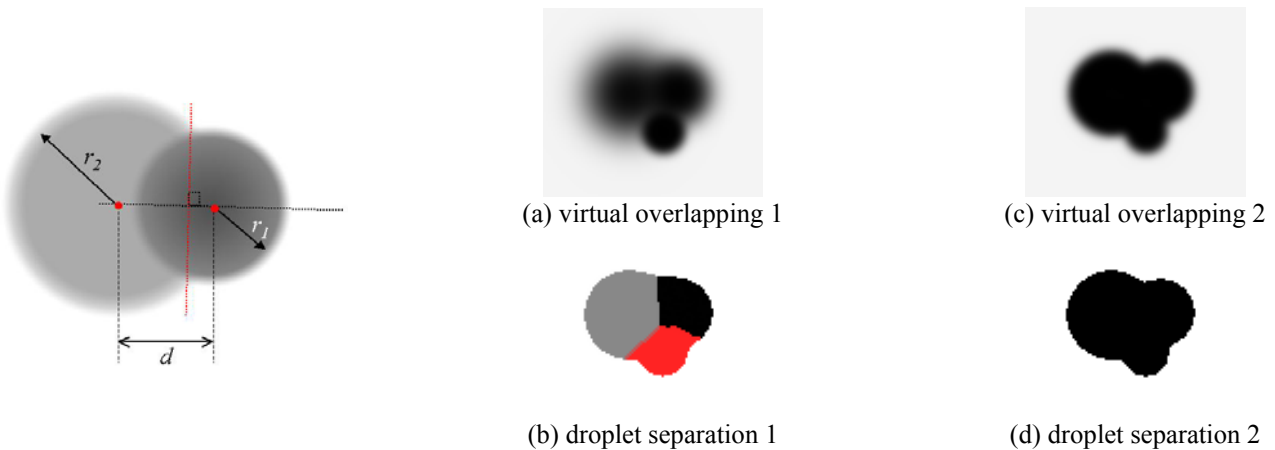 r2
r1
d
(a) virtual overlapping 1
(c) virtual overlapping 2
(b) droplet separation 1
(d) droplet separation 2